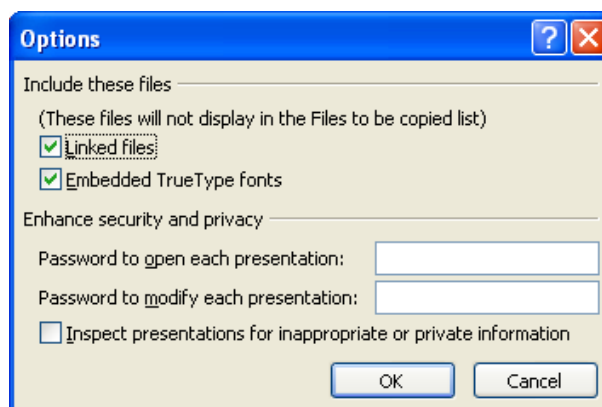 Options
Include these files
(These files will not display in the Files to be copied list)
Linked files
Embedded TrueType fonts
Enhance security and privacy
Password to open each presentation:
Password to modify each presentation:
Inspect presentations for inappropriate or private information
OK Cancel